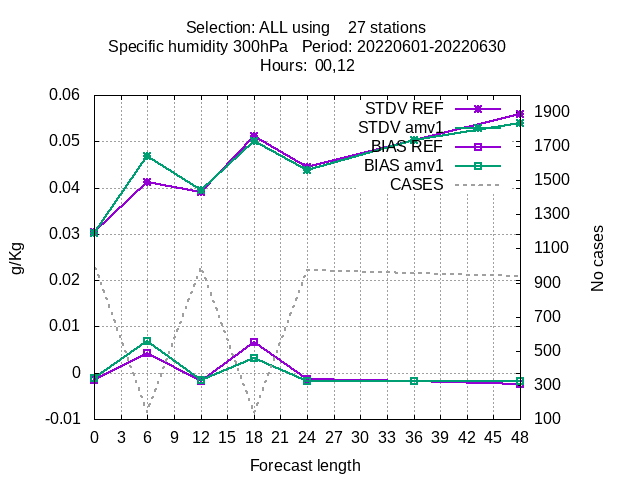 Selection: ALL using    27 stations
Specific humidity 300hPa   Period: 20220601-20220630
Hours:  00,12
g/Kg
0.06
0.05
0.04
0.03
0.02
0.01
0
-0.01
STDV REF
STDV amv1
BIAS REF
BIAS amv1
CASES
1900
1700
1500
1300
1100
900
700
500
300
100
No cases
0 3 6 9 12 15 18 21 24 27 30 33 36 39 42 45 48
Forecast length